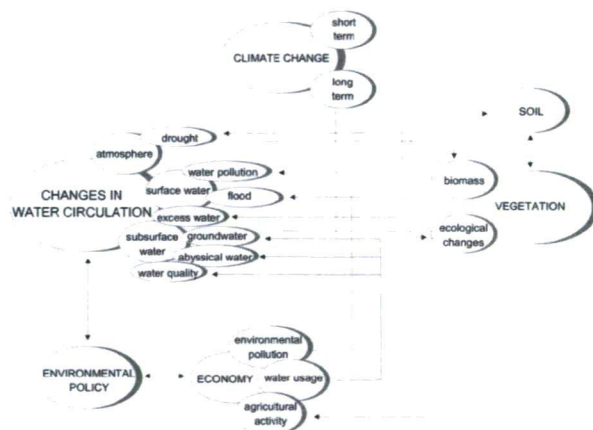 short
term
CLIMATE CHANGE
long
term
SOIL
drought
atmosphere
water pollution
biomass
surface water
CHANGES IN
WATER CIRCULATION
flood
VEGETATION
excess water
ecological
changes
subsurface
water
groundwater
abyssical water
water quality
environmental
pollution
ENVIRONMENTAL
POLICY
ECONOMY
water usage
agricultural
activity